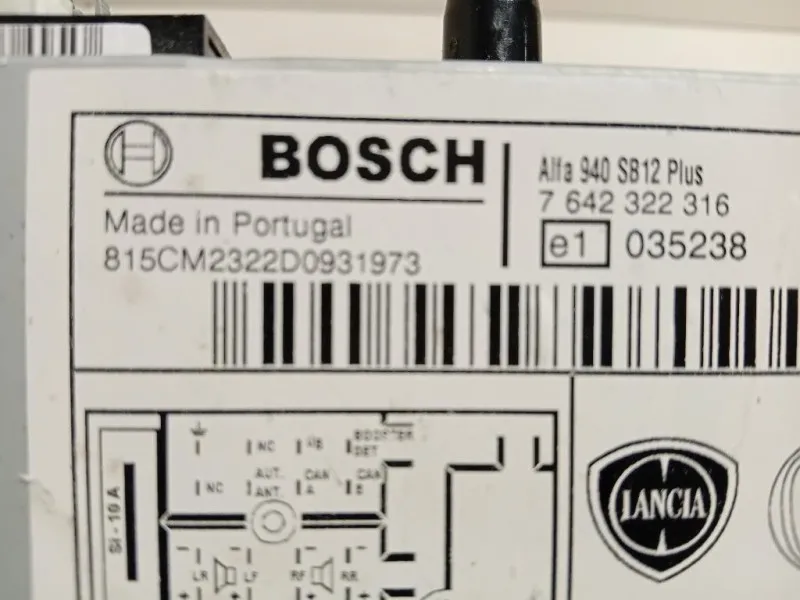 BOSCH
Alfa 940 SB12 Plus
7 642 322 316
e1 035238
Made in Portugal
815CM2322D0931973
NC
BOOSTER
DET
NC
AUT.
ANT.
CAN
A
CAN
B
SI - 10 A
LR
LF
RF
RR
LANCIA